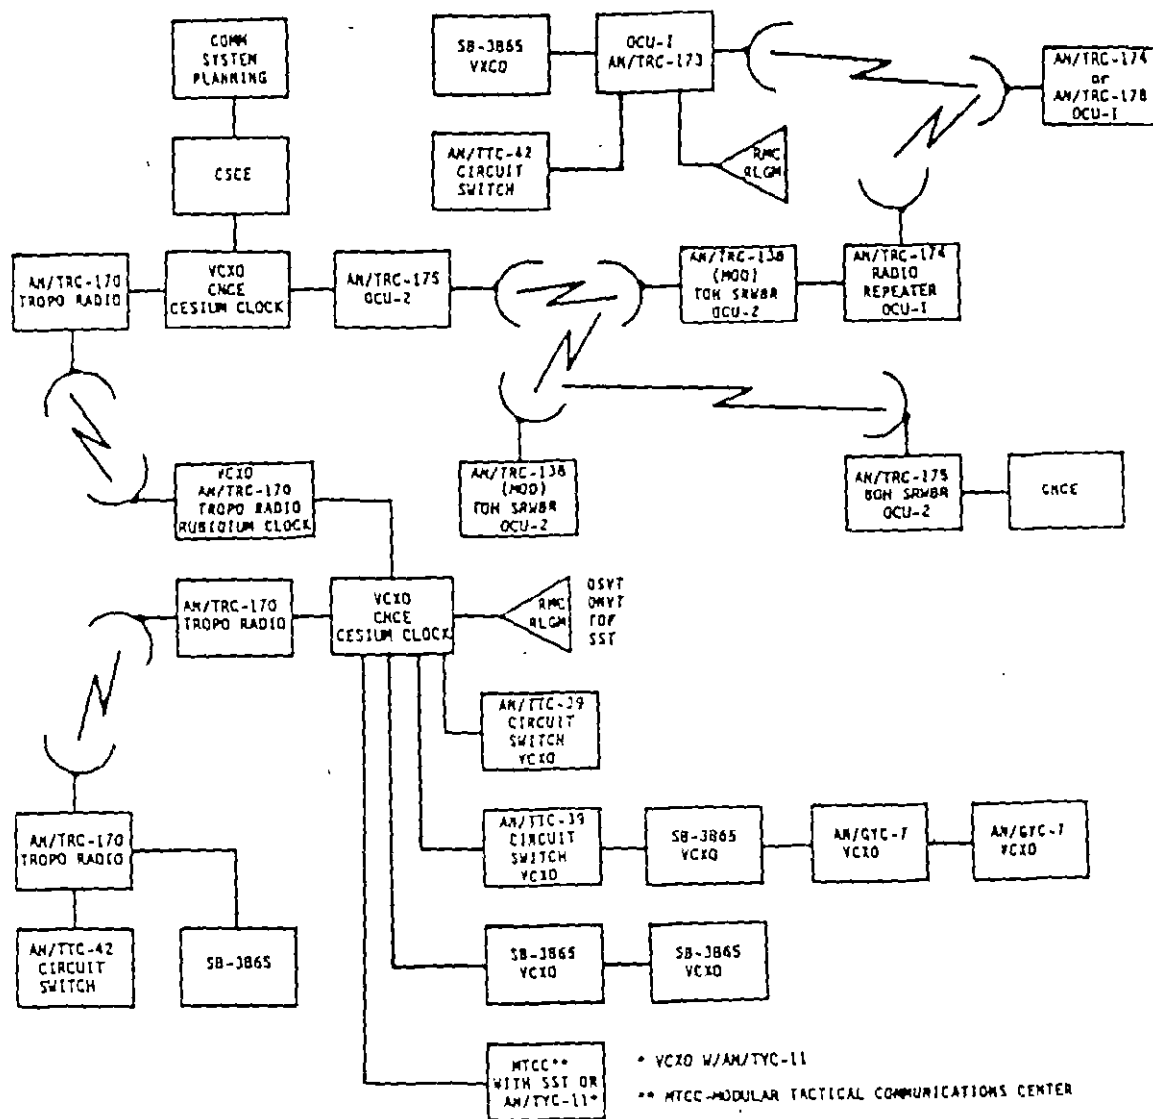 COMM
SYSTEM
PLANNING
SB-3865
VXCO
OCU-I
AN/TRC-173
AN/TRC-174
or
AN/TRC-178
OCU-I
CSCE
AN/TTC-42
CIRCUIT
SWITCH
RMC
RLGM
AN/TRC-170
TROPO RADIO
VCXO
CNCE
CESIUM CLOCK
AN/TRC-175
OCU-2
AN/TRC-138
(MOD)
TOH SRWBR
OCU-2
AN/TRC-174
RADIO
REPEATER
OCU-I
VCXO
AN/TRC-170
TROPO RADIO
RUBIDIUM CLOCK
AN/TRC-138
(MOD)
TOH SRWBR
OCU-2
AN/TRC-175
BOH SRWBR
OCU-2
CNCE
AN/TRC-170
TROPO RADIO
VCXO
CNCE
CESIUM CLOCK
RMC
RLGM
DSVT
DNVT
TDF
SST
AN/TTC-39
CIRCUIT
SWITCH
VCXO
AN/TRC-170
TROPO RADIO
AN/TTC-39
CIRCUIT
SWITCH
VCXO
SB-3865
VCXO
AN/GYC-7
VCXO
AN/GYC-7
VCXO
AN/TTC-42
CIRCUIT
SWITCH
SB-3865
SB-3865
VCXO
SB-3865
VCXO
MTCC**
WITH SST OR
AN/TYC-11*
* VCXO W/AN/TYC-11
** MTCC-MODULAR TACTICAL COMMUNICATIONS CENTER